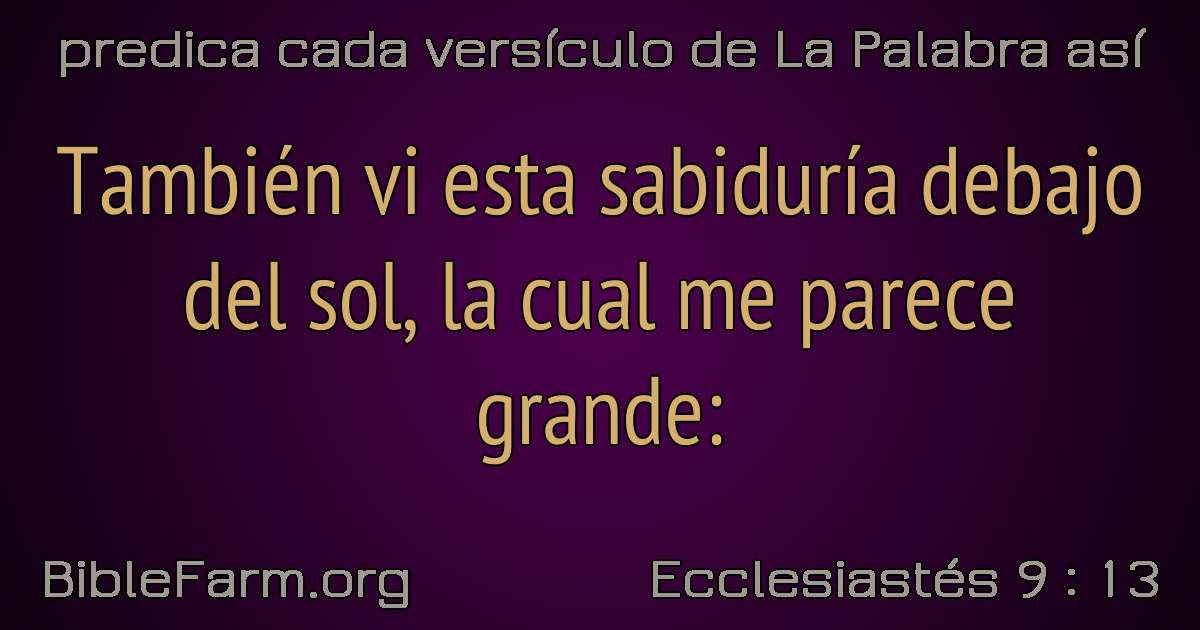 predica cada versículo de La Palabra así
También vi esta sabiduría debajo
del sol, la cual me parece
grande:
BibleFarm.org
Ecclesiastés 9 : 13